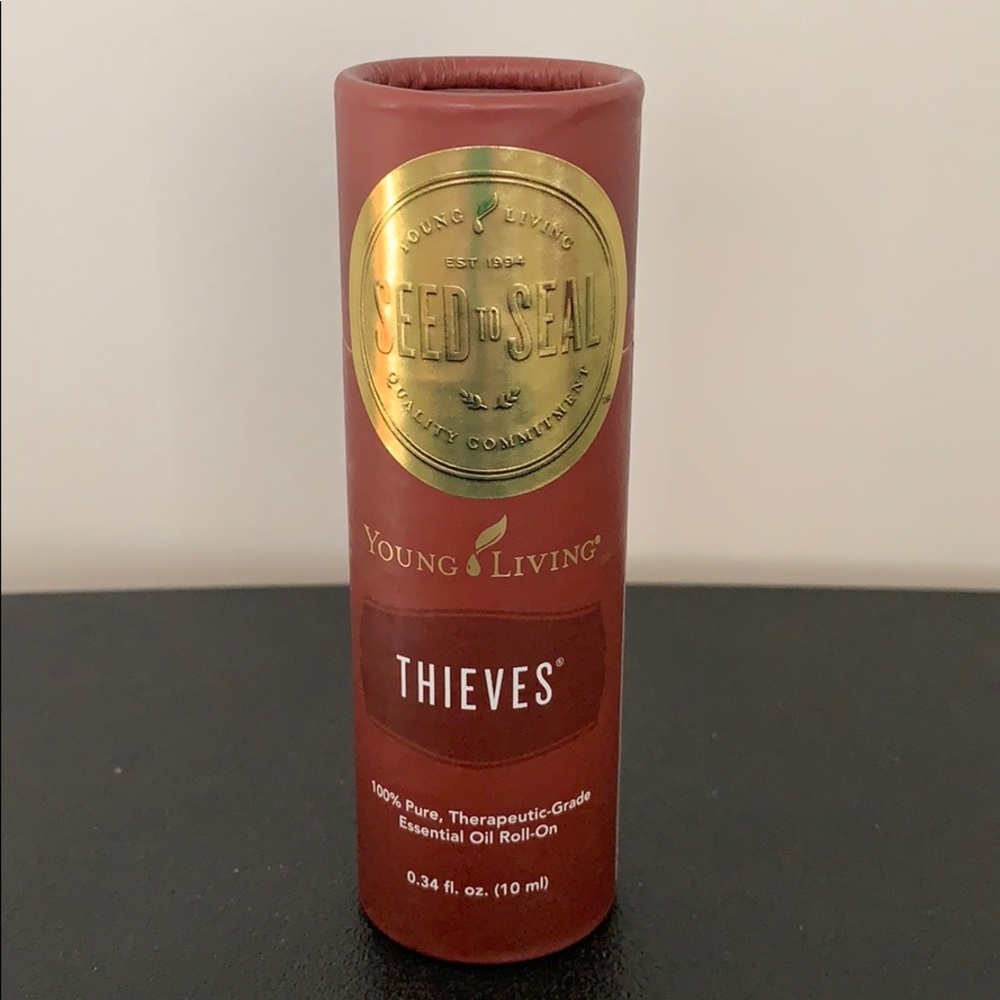 YOUNG LIVING
EST. 1994
SEED TO SEAL
QUALITY COMMITMENT™
YOUNG LIVING®
THIEVES®
100% Pure, Therapeutic-Grade
Essential Oil Roll-On
0.34 fl. oz. (10 ml)